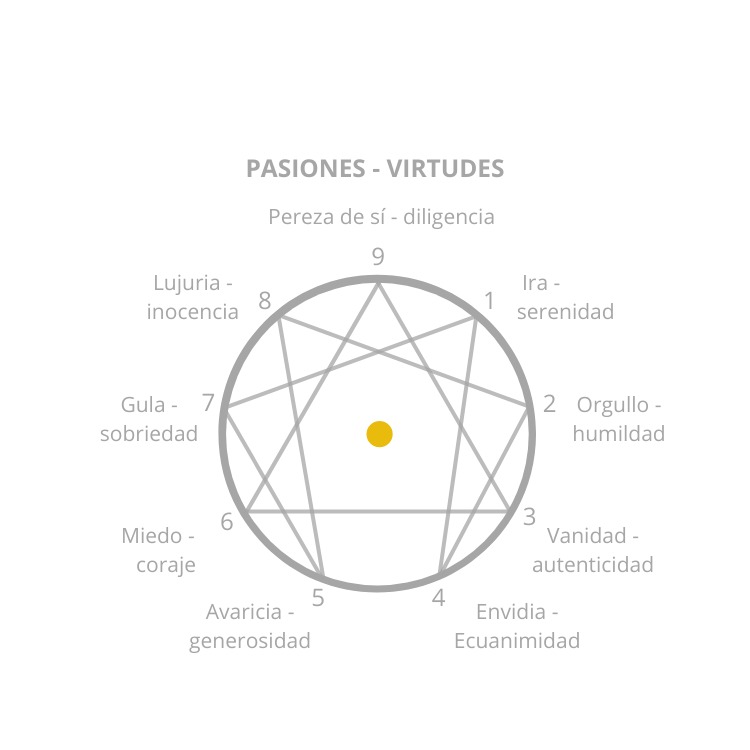 PASIONES - VIRTUDES
Pereza de sí - diligencia
9
Lujuria -
inocencia
8
1
Ira -
serenidad
Gula -
sobriedad
7
2
Orgullo -
humildad
Miedo -
coraje
6
3
Vanidad -
autenticidad
Avaricia -
generosidad
5
4
Envidia -
Ecuanimidad